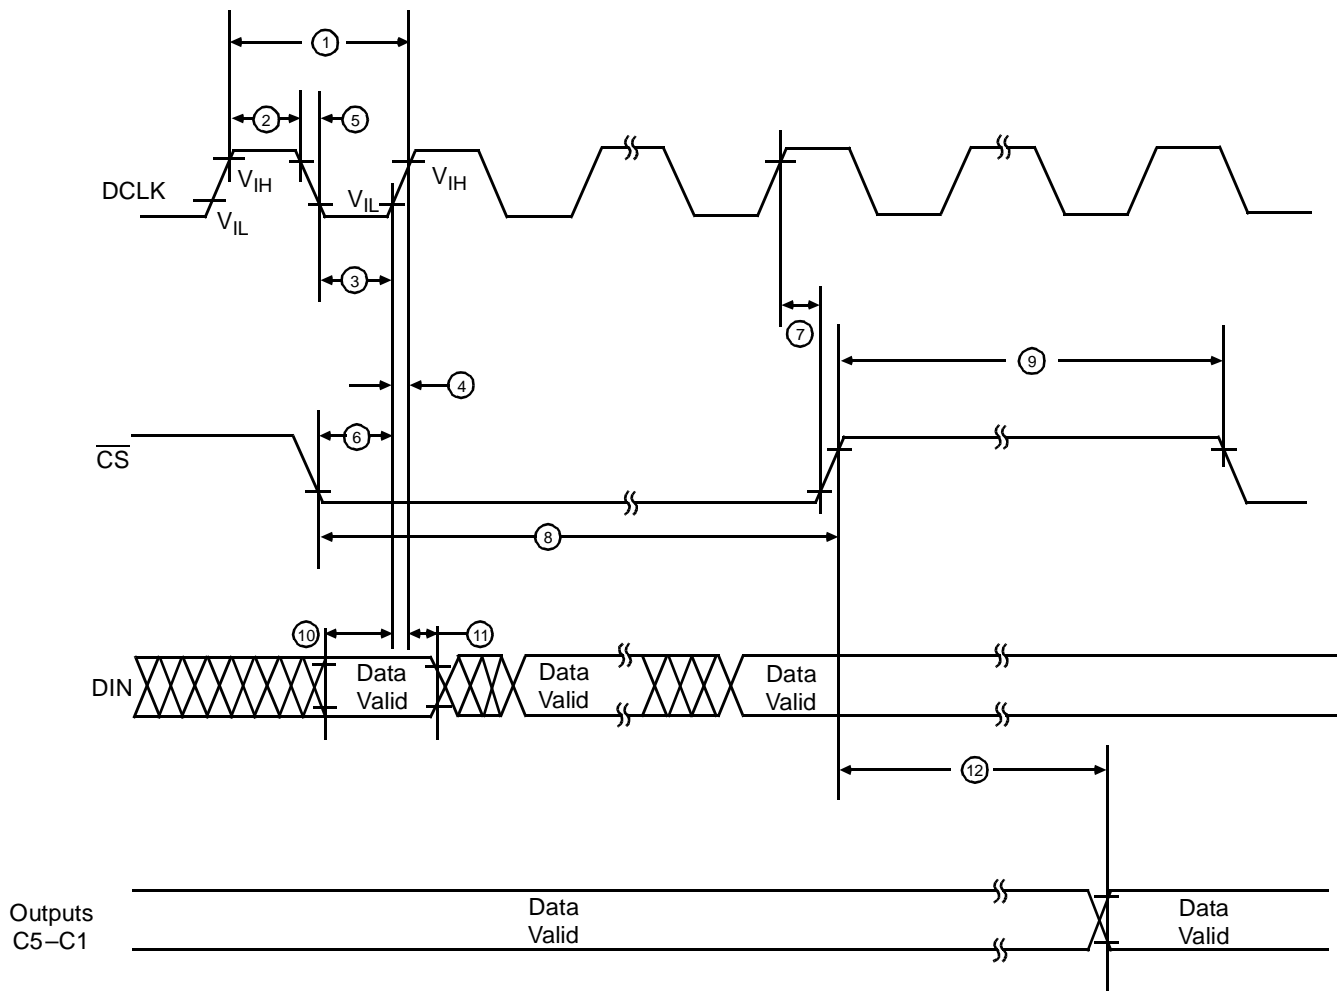 1
2
5
DCLK
VIH
VIL
VIL
VIH
3
7
4
9
CS
6
8
10
11
DIN
Data
Valid
Data
Valid
Data
Valid
12
Outputs
C5–C1
Data
Valid
Data
Valid